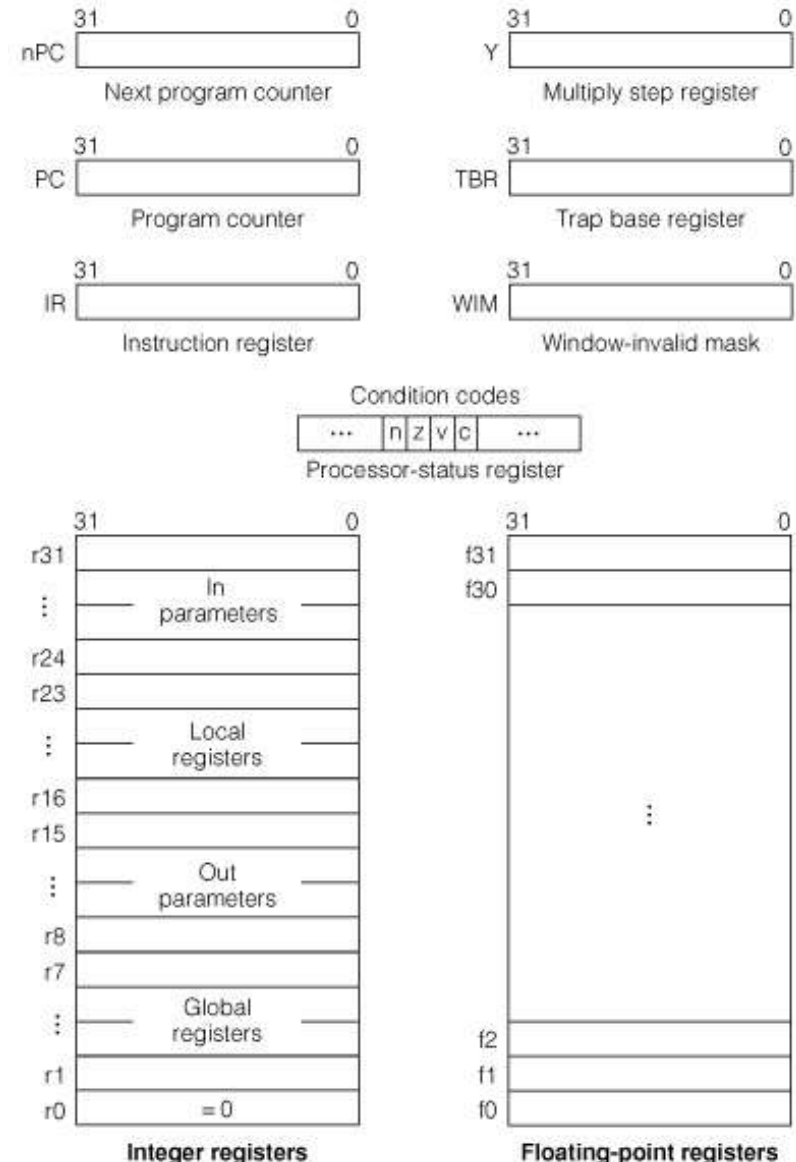 31 0
nPC
Next program counter
31 0
Y
Multiply step register
31 0
PC
Program counter
31 0
TBR
Trap base register
31 0
IR
Instruction register
31 0
WIM
Window-invalid mask
Condition codes
... n z v c ...
Processor-status register
31 0
r31
In
parameters
⋮
r24
r23
Local
registers
⋮
r16
r15
Out
parameters
⋮
r8
r7
Global
registers
⋮
r1
r0 = 0
Integer registers
31 0
f31
f30
⋮
f2
f1
f0
Floating-point registers